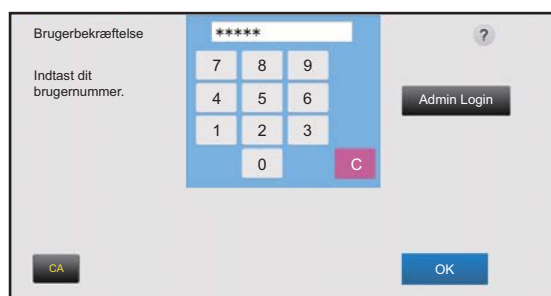 Brugerbekræftelse
*****
?
Indtast dit
brugernummer.
7 8 9
4 5 6
Admin Login
1 2 3
0 C
CA
OK